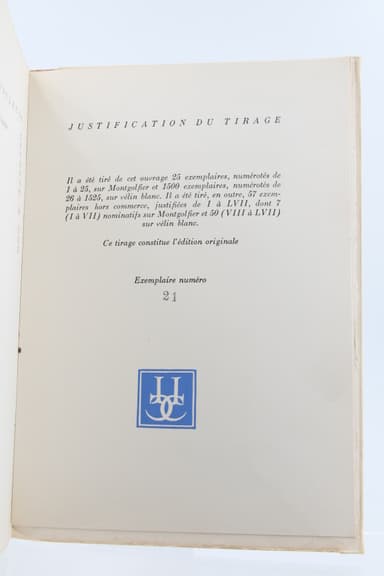 JUSTIFICATION DU TIRAGE
Il a été tiré de cet ouvrage 25 exemplaires, numérotés de
1 à 25, sur Montgolfier et 1500 exemplaires, numérotés de
26 à 1525, sur vélin blanc. Il a été tiré, en outre, 57 exem-
plaires hors commerce, justifiées de I à LVII, dont 7
(I à VII) nominatifs sur Montgolfier et 50 (VIII à LVII)
sur vélin blanc.
Ce tirage constitue l'édition originale
Exemplaire numéro
21